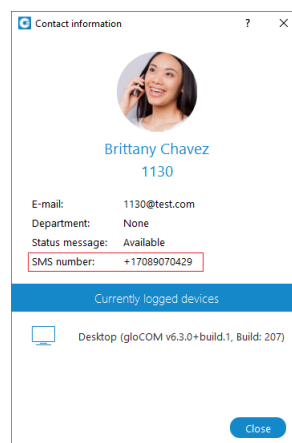 Contact information ? ×
Brittany Chavez
1130
E-mail: 1130@test.com
Department: None
Status message: Available
SMS number: +17089070429
Currently logged devices
Desktop (gloCOM v6.3.0+build.1, Build: 207)
Close